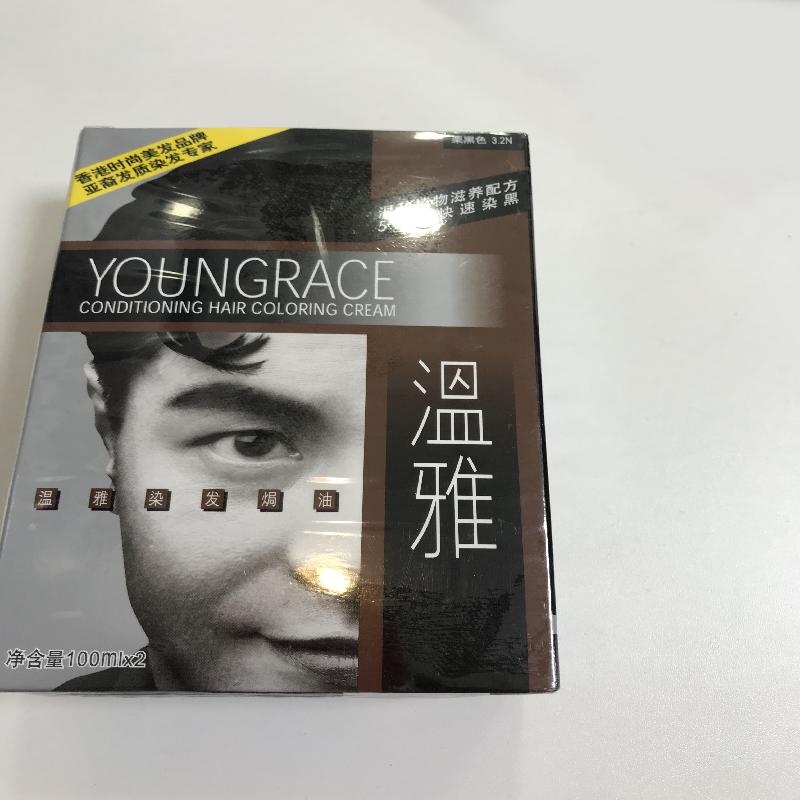 香港时尚美发品牌
亚裔发质染发专家
栗黑色 3.2N
物滋养配方
快速染黑
YOUNGRACE
CONDITIONING HAIR COLORING CREAM
溫
雅
温雅染发焗油
净含量100mlx2